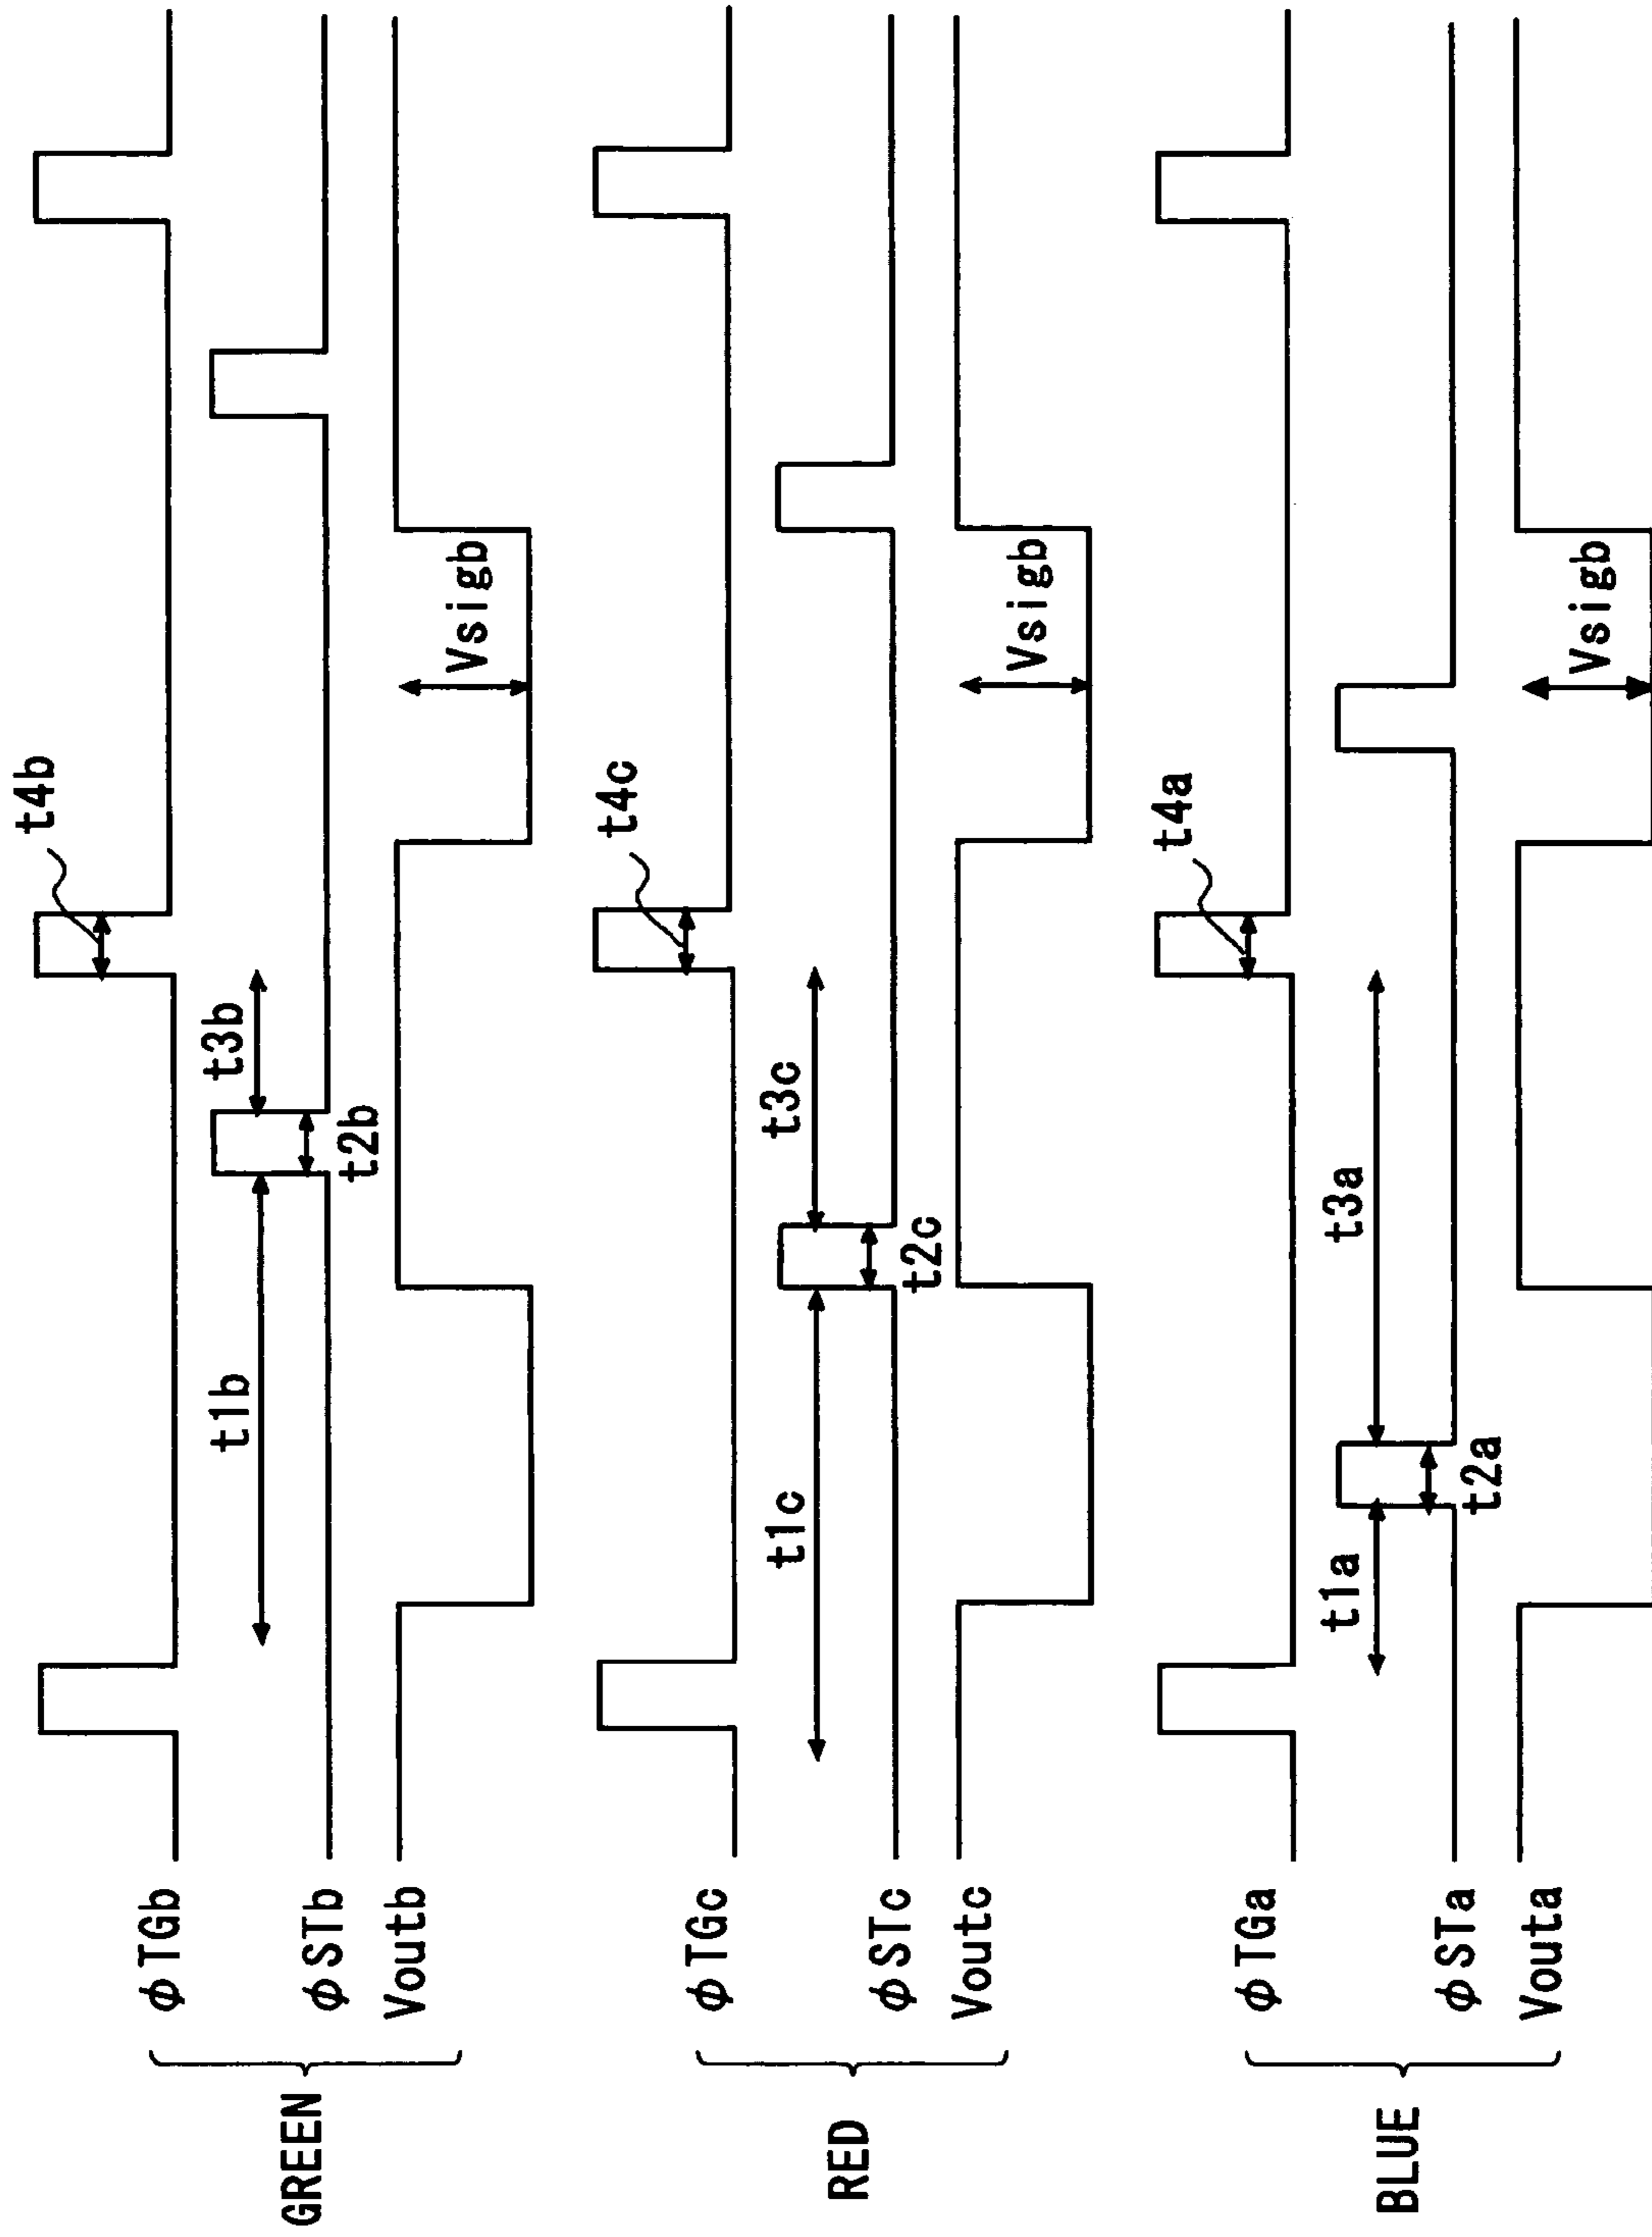 GREEN
φTGb
t4b
φSTb
t1b
t2b
t3b
Voutb
Vsigb
RED
φTGc
t4c
φSTc
t1c
t2c
t3c
Voutc
Vsigb
BLUE
φTGa
t4a
φSTa
t1a
t2a
t3a
Vouta
Vsigb